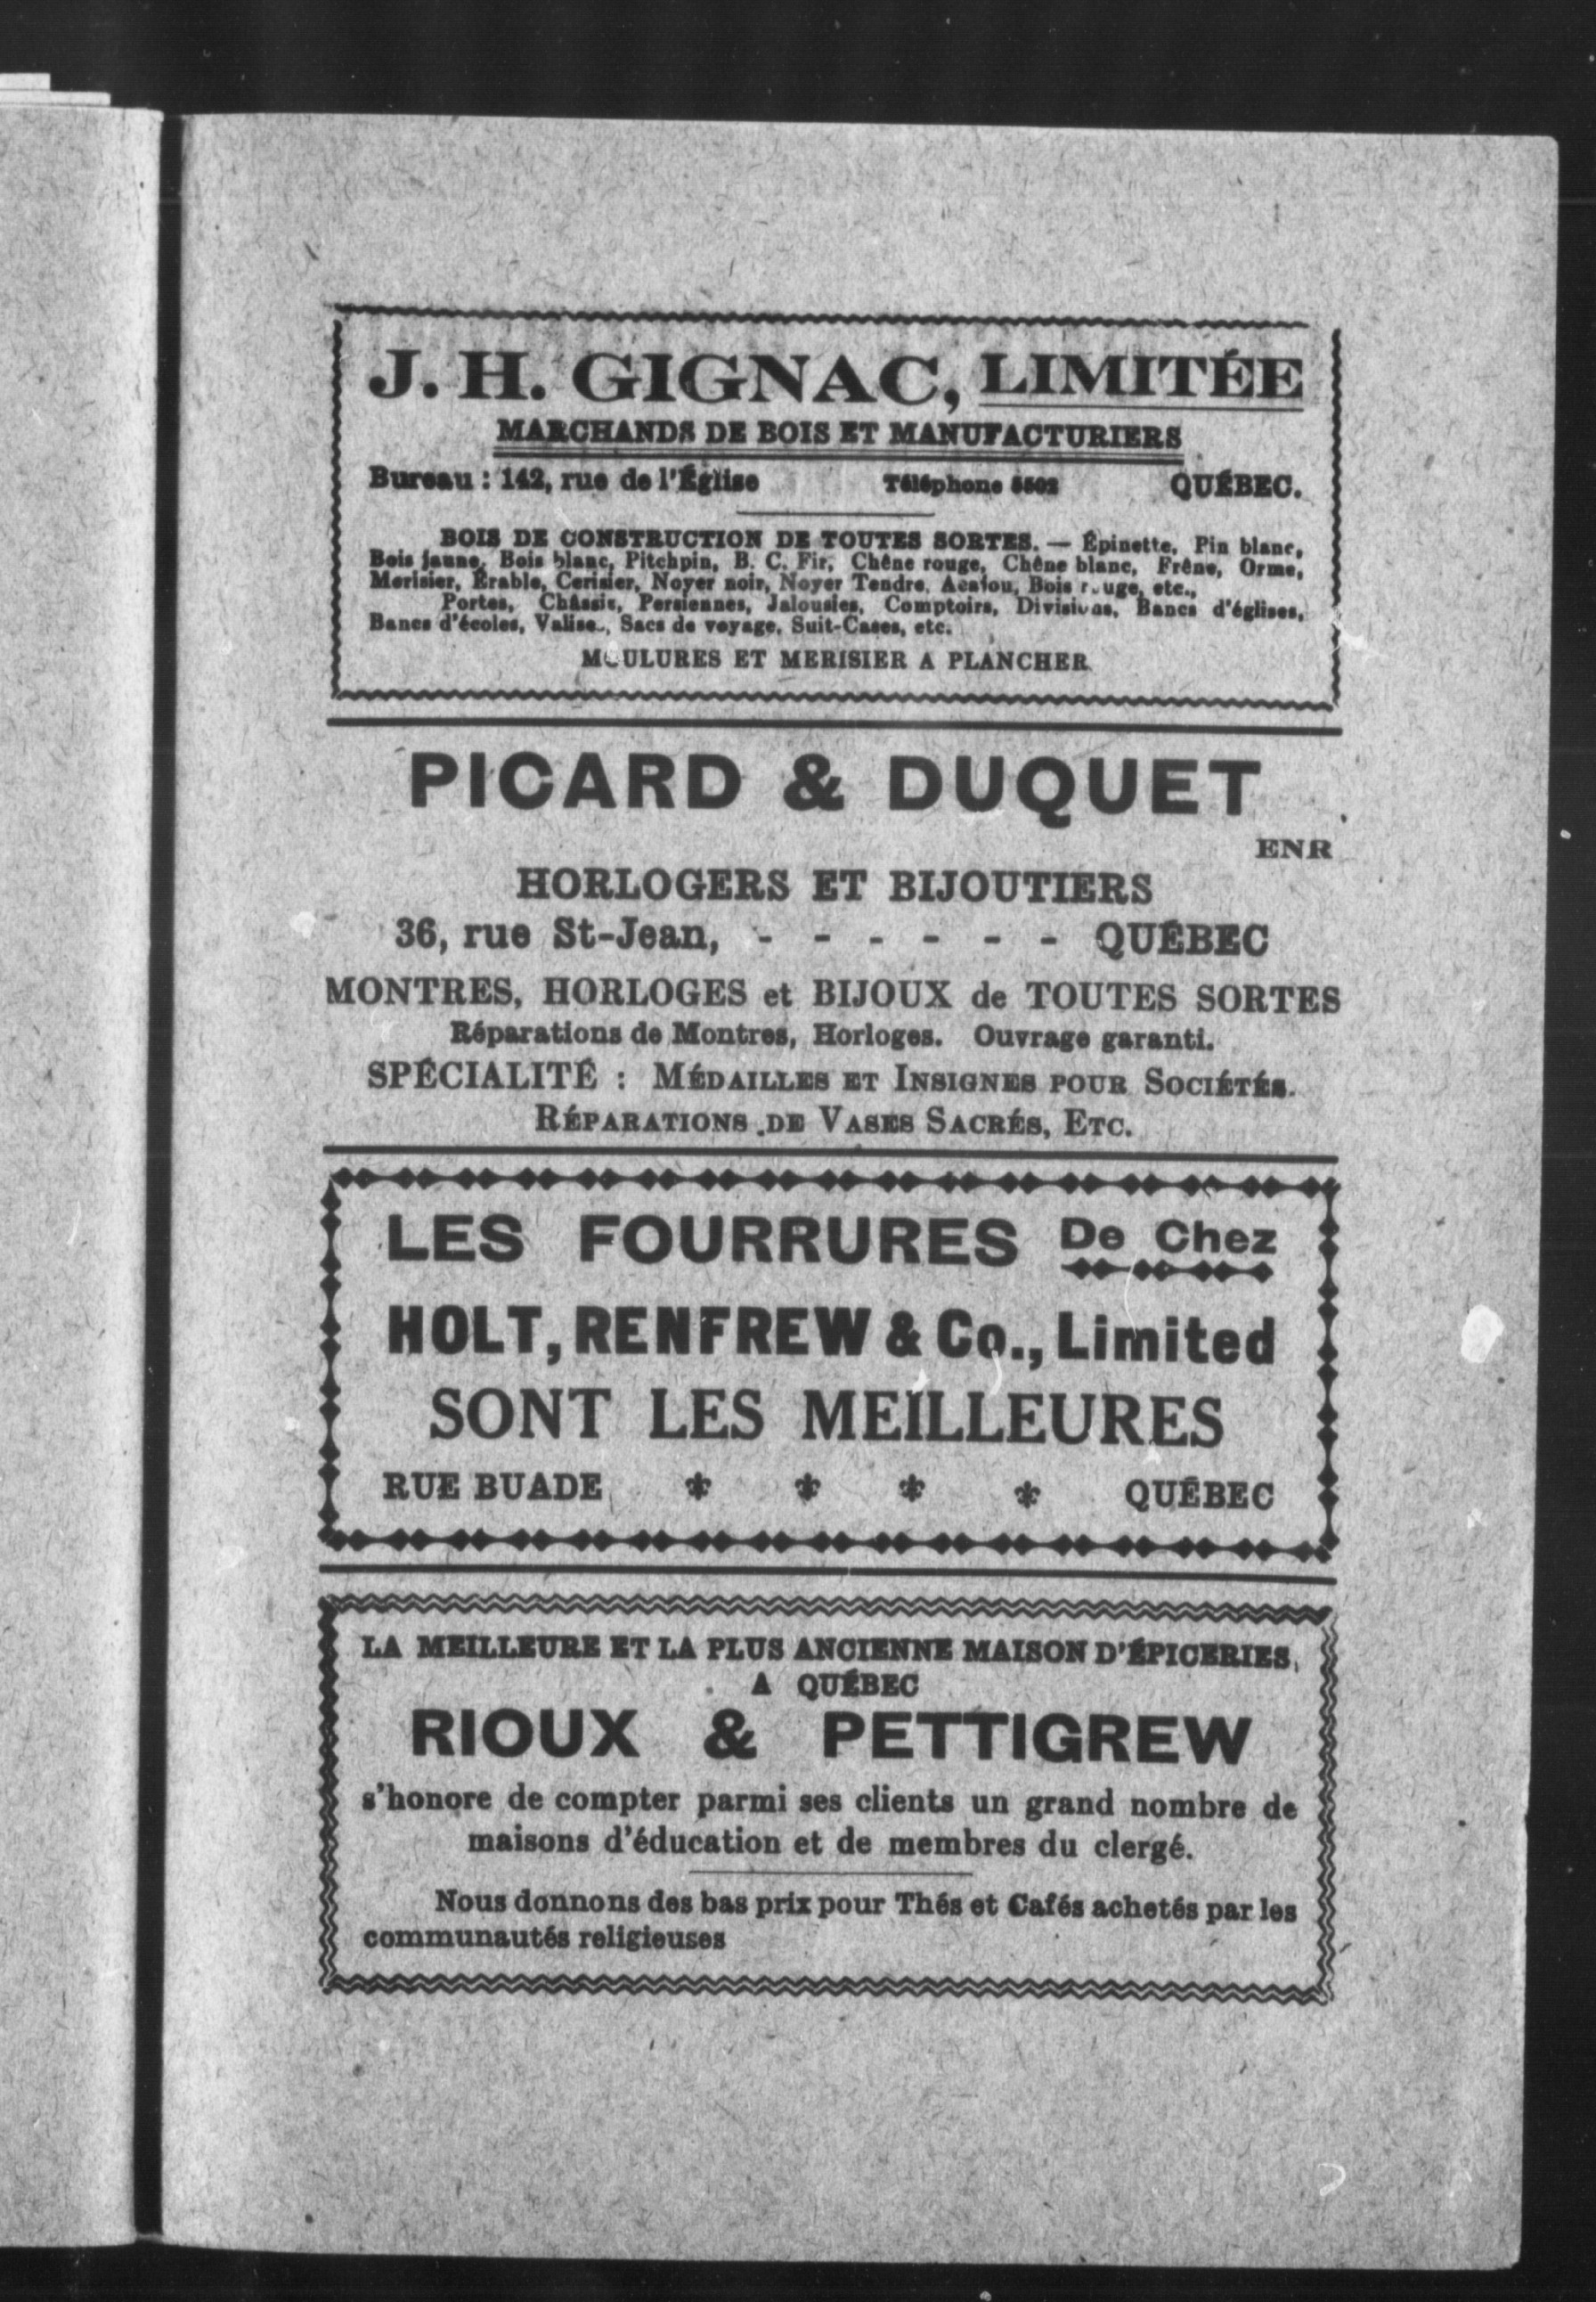 J. H. GIGNAC, LIMITÉE
MARCHANDS DE BOIS ET MANUFACTURIERS
Bureau : 142, rue de l'Église Téléphone 5502 QUÉBEC.
BOIS DE CONSTRUCTION DE TOUTES SORTES. — Épinette, Pin blanc,
Bois jaune, Bois blanc, Pitchpin, B. C. Fir, Chêne rouge, Chêne blanc, Frêne, Orme,
Merisier, Érable, Cerisier, Noyer noir, Noyer Tendre, Acajou, Bois rouge, etc.,
Portes, Châssis, Persiennes, Jalousies, Comptoirs, Divisions, Bancs d'églises,
Bancs d'écoles, Valises, Sacs de voyage, Suit-Cases, etc.
MOULURES ET MERISIER A PLANCHER
PICARD & DUQUET
ENR
HORLOGERS ET BIJOUTIERS
36, rue St-Jean, - - - - - - QUÉBEC
MONTRES, HORLOGES et BIJOUX de TOUTES SORTES
Réparations de Montres, Horloges. Ouvrage garanti.
SPÉCIALITÉ : MÉDAILLES ET INSIGNES POUR SOCIÉTÉS.
RÉPARATIONS DE VASES SACRÉS, ETC.
LES FOURRURES De Chez
HOLT, RENFREW & Co., Limited
SONT LES MEILLEURES
RUE BUADE ⚜ ⚜ ⚜ ⚜ QUÉBEC
LA MEILLEURE ET LA PLUS ANCIENNE MAISON D'ÉPICERIES,
A QUÉBEC
RIOUX & PETTIGREW
s'honore de compter parmi ses clients un grand nombre de
maisons d'éducation et de membres du clergé.
Nous donnons des bas prix pour Thés et Cafés achetés par les
communautés religieuses